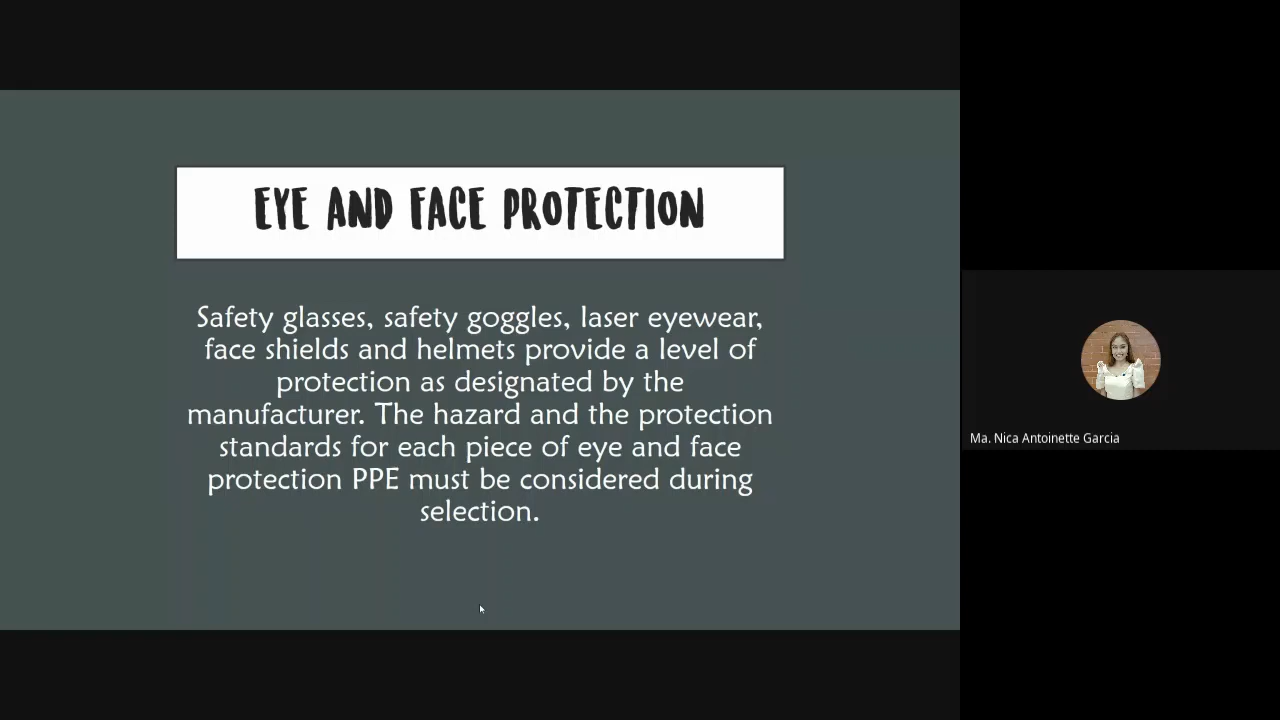 EYE AND FACE PROTECTION
Safety glasses, safety goggles, laser eyewear,
face shields and helmets provide a level of
protection as designated by the
manufacturer. The hazard and the protection
standards for each piece of eye and face
protection PPE must be considered during
selection.
Ma. Nica Antoinette Garcia